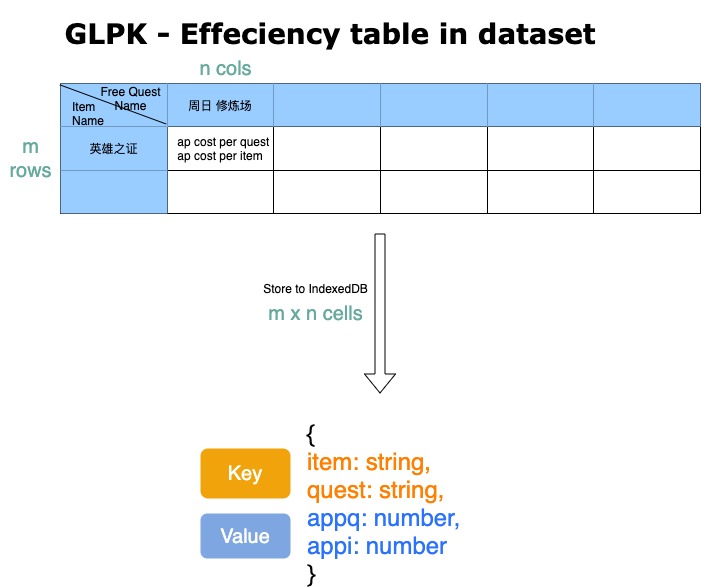 GLPK - Effeciency table in dataset
n cols
Free Quest
Name
Item
Name
周日 修炼场
m
rows
英雄之证
ap cost per quest
ap cost per item
Store to IndexedDB
m x n cells
{
Key
item: string,
quest: string,
Value
appq: number,
appi: number
}